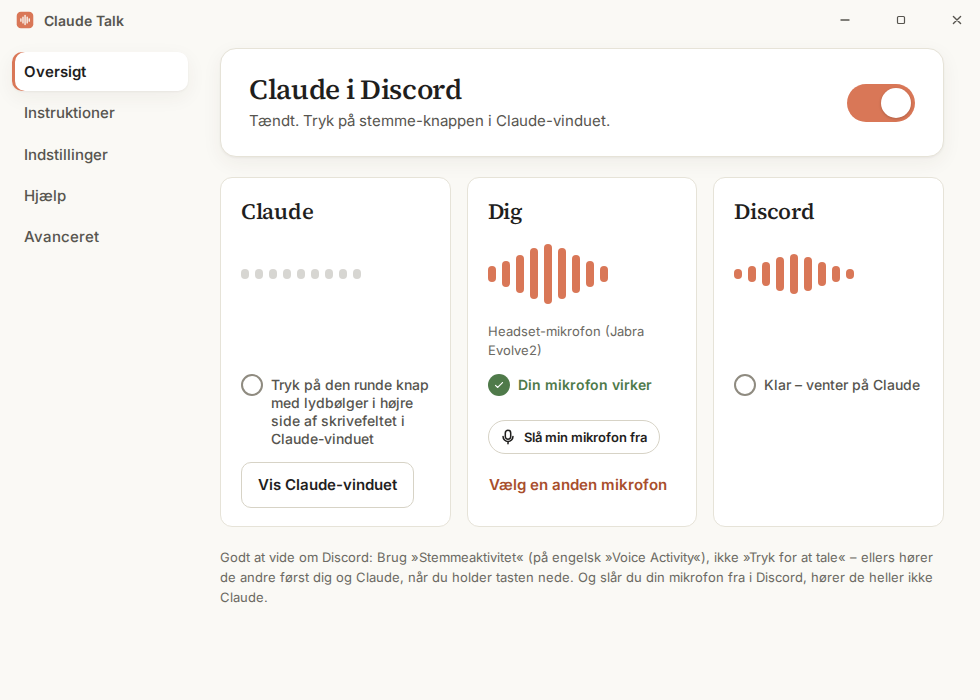 Claude Talk
Oversigt
Instruktioner
Indstillinger
Hjælp
Avanceret
Claude i Discord
Tændt. Tryk på stemme-knappen i Claude-vinduet.
Claude
Tryk på den runde knap
med lydbølger i højre
side af skrivefeltet i
Claude-vinduet
Vis Claude-vinduet
Dig
Headset-mikrofon (Jabra
Evolve2)
Din mikrofon virker
Slå min mikrofon fra
Vælg en anden mikrofon
Discord
Klar – venter på Claude
Godt at vide om Discord: Brug »Stemmeaktivitet« (på engelsk »Voice Activity«), ikke »Tryk for at tale« – ellers hører
de andre først dig og Claude, når du holder tasten nede. Og slår du din mikrofon fra i Discord, hører de heller ikke
Claude.